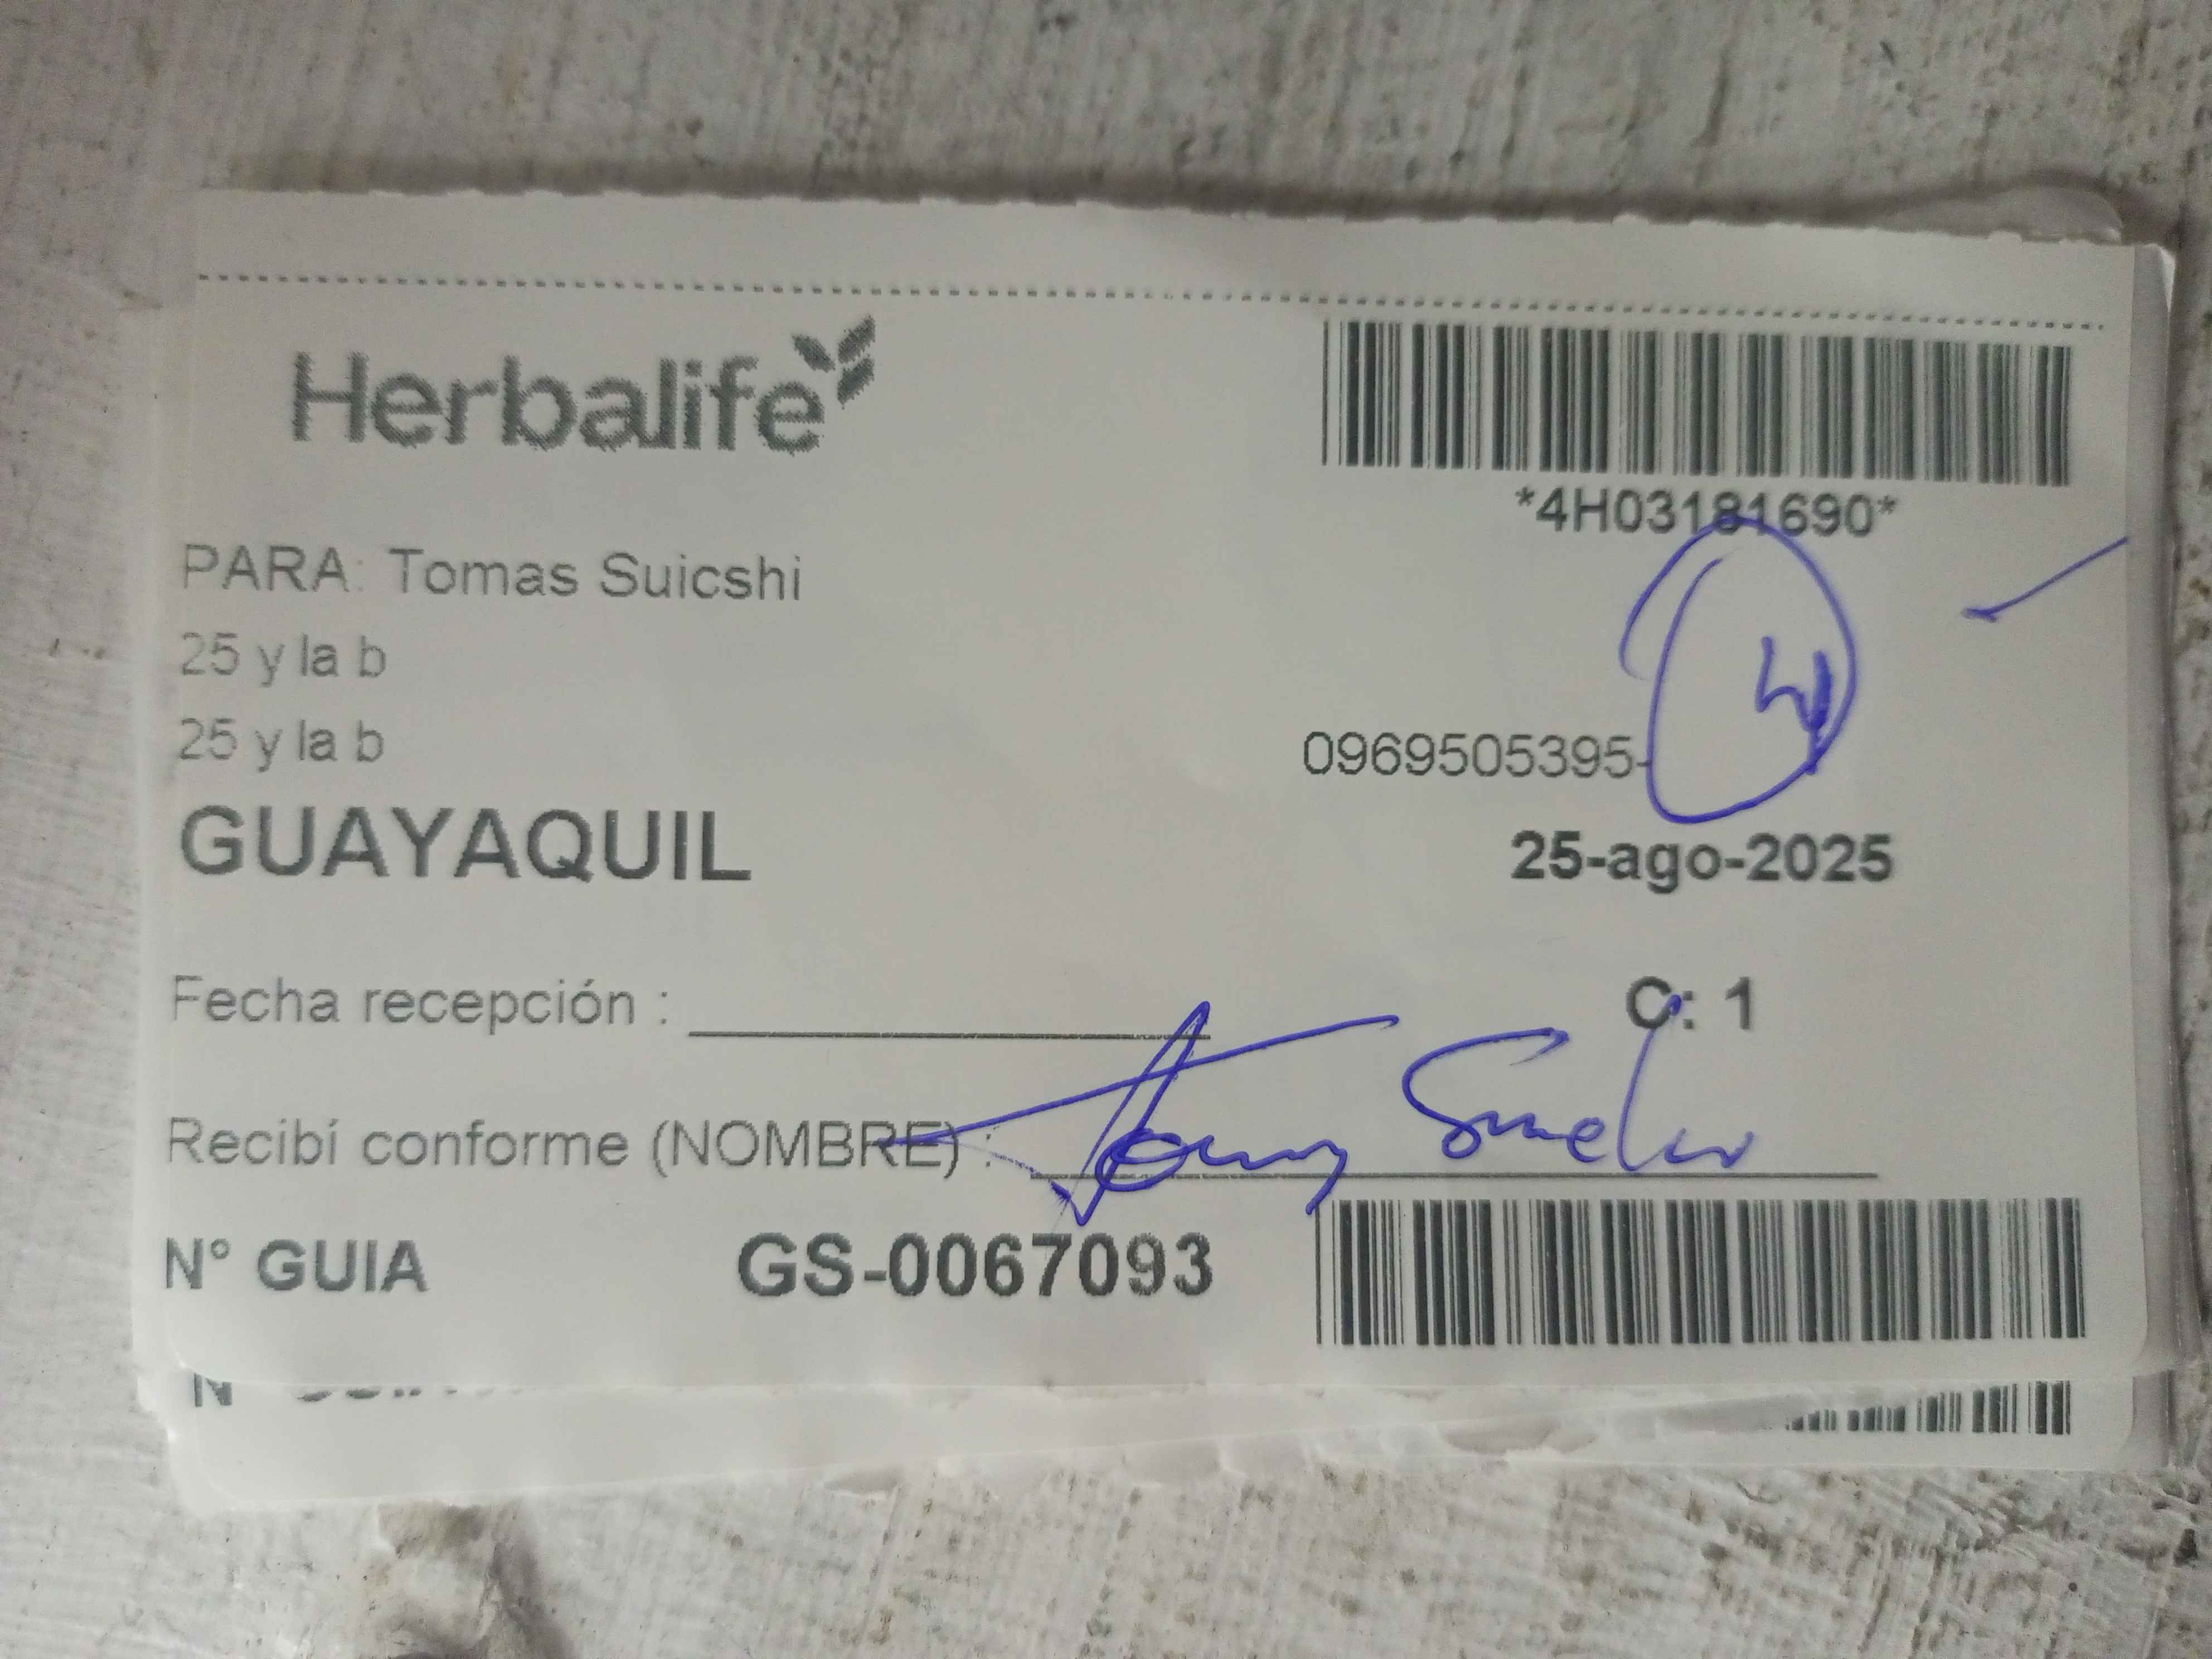 Herbalife
*4H03181690*
PARA: Tomas Suicshi
25 y la b
25 y la b
0969505395-
4
GUAYAQUIL
25-ago-2025
Fecha recepción :
C: 1
Recibí conforme (NOMBRE) :
N° GUIA GS-0067093